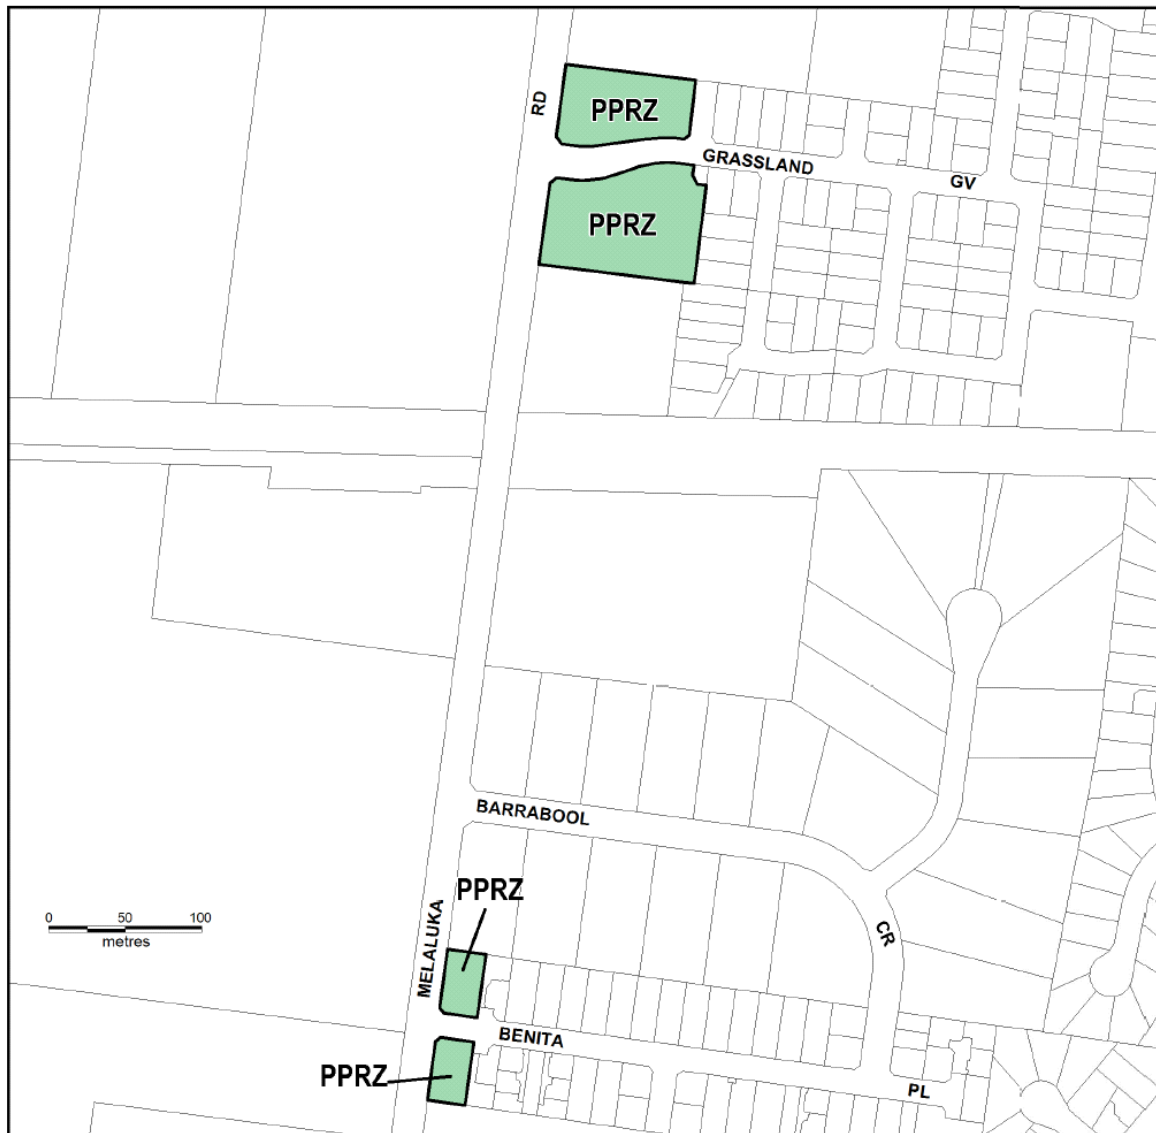 RD
PPRZ
GRASSLAND
GV
PPRZ
BARRABOOL
PPRZ
CR
0 50 100
metres
MELALUKA
BENITA
PPRZ
PL